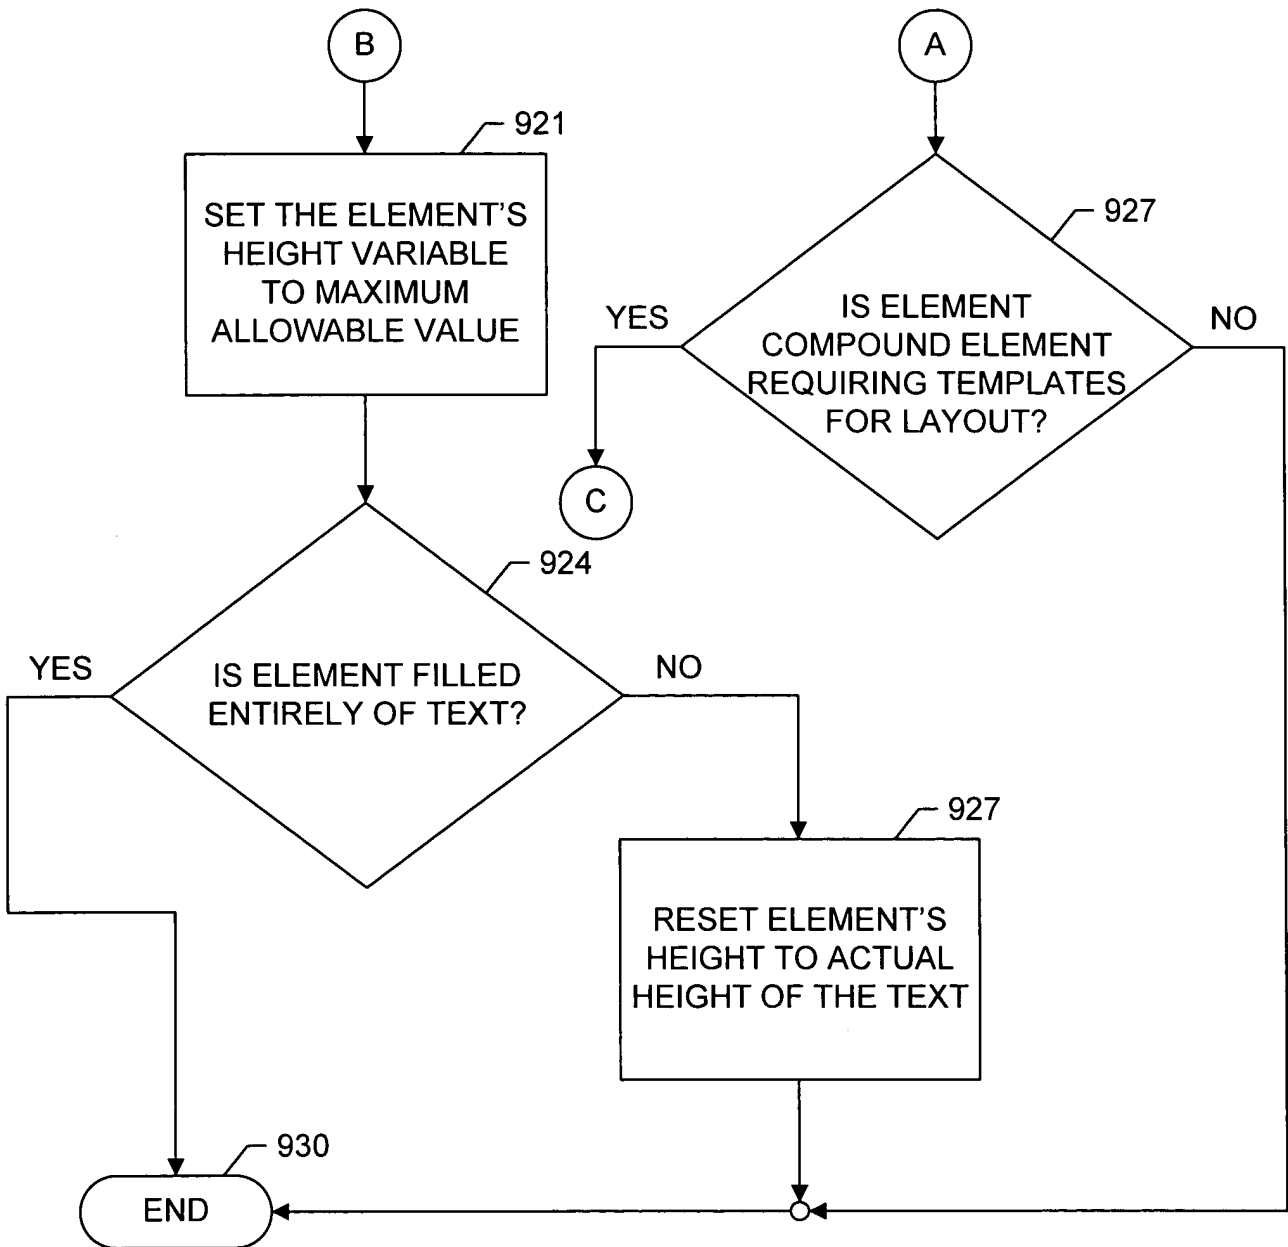 B
A
921
SET THE ELEMENT'S
HEIGHT VARIABLE
TO MAXIMUM
ALLOWABLE VALUE
927
YES
IS ELEMENT
COMPOUND ELEMENT
REQUIRING TEMPLATES
FOR LAYOUT?
NO
C
924
YES
IS ELEMENT FILLED
ENTIRELY OF TEXT?
NO
927
RESET ELEMENT'S
HEIGHT TO ACTUAL
HEIGHT OF THE TEXT
930
END